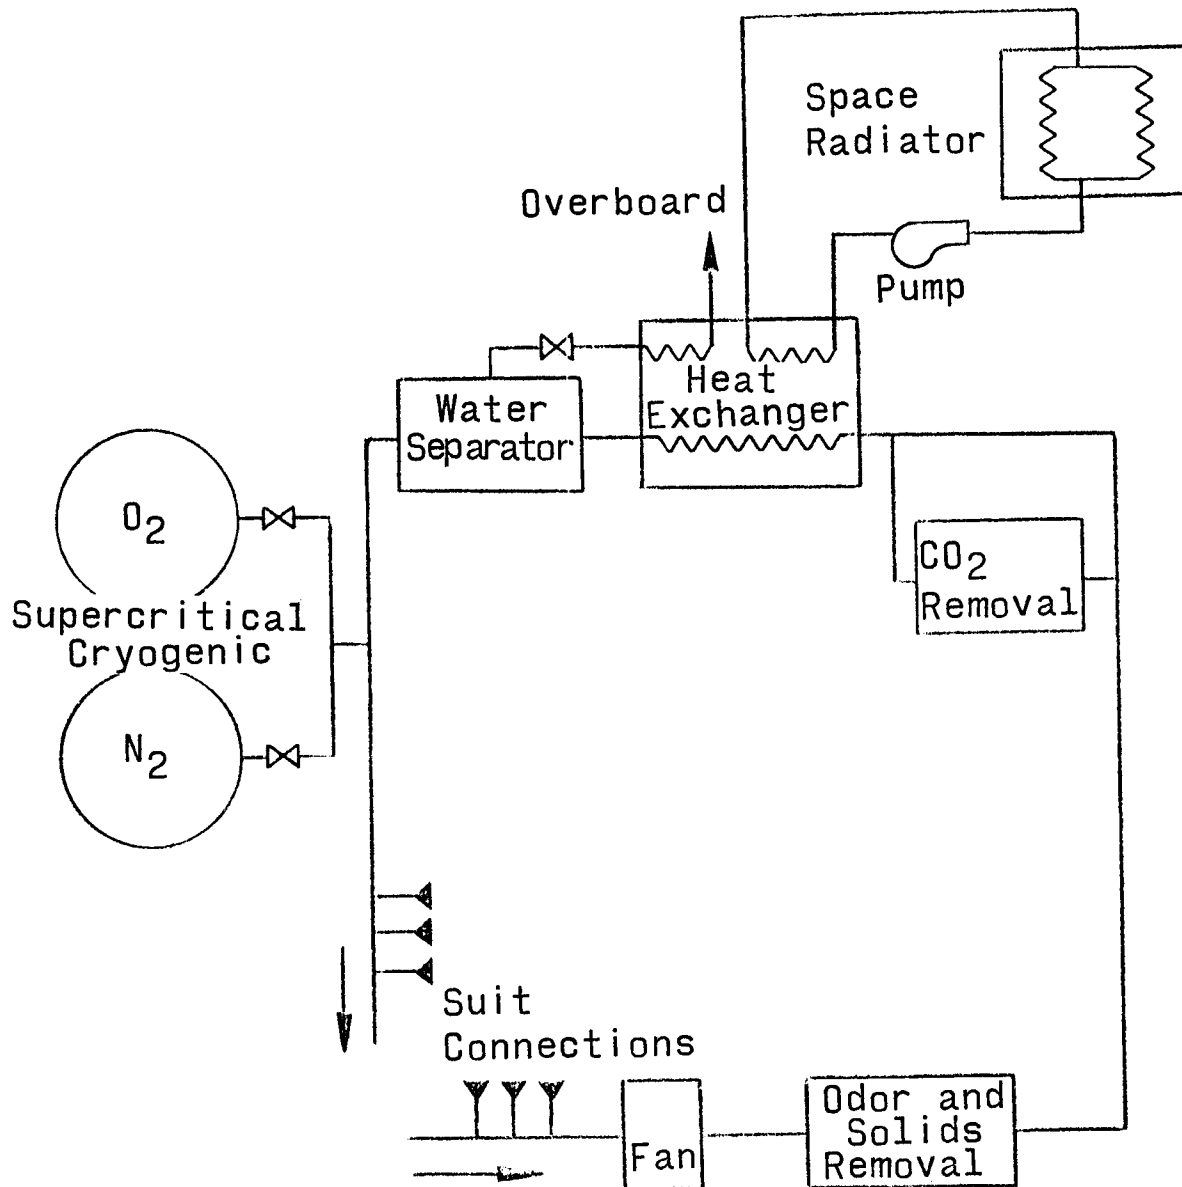 Space
Radiator
Overboard
Pump
Heat
Exchanger
Water
Separator
O2
CO2
Removal
Supercritical
Cryogenic
N2
Suit
Connections
Odor and
Solids
Removal
Fan